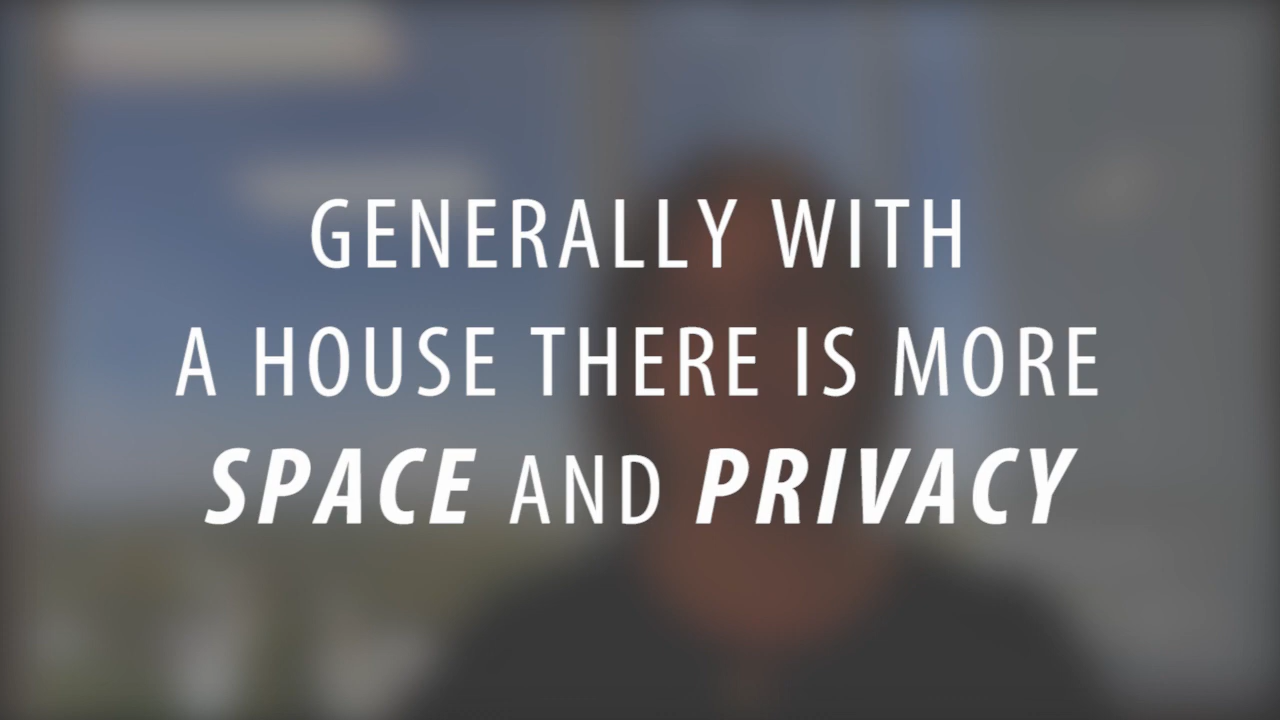 GENERALLY WITH
A HOUSE THERE IS MORE
SPACE AND PRIVACY